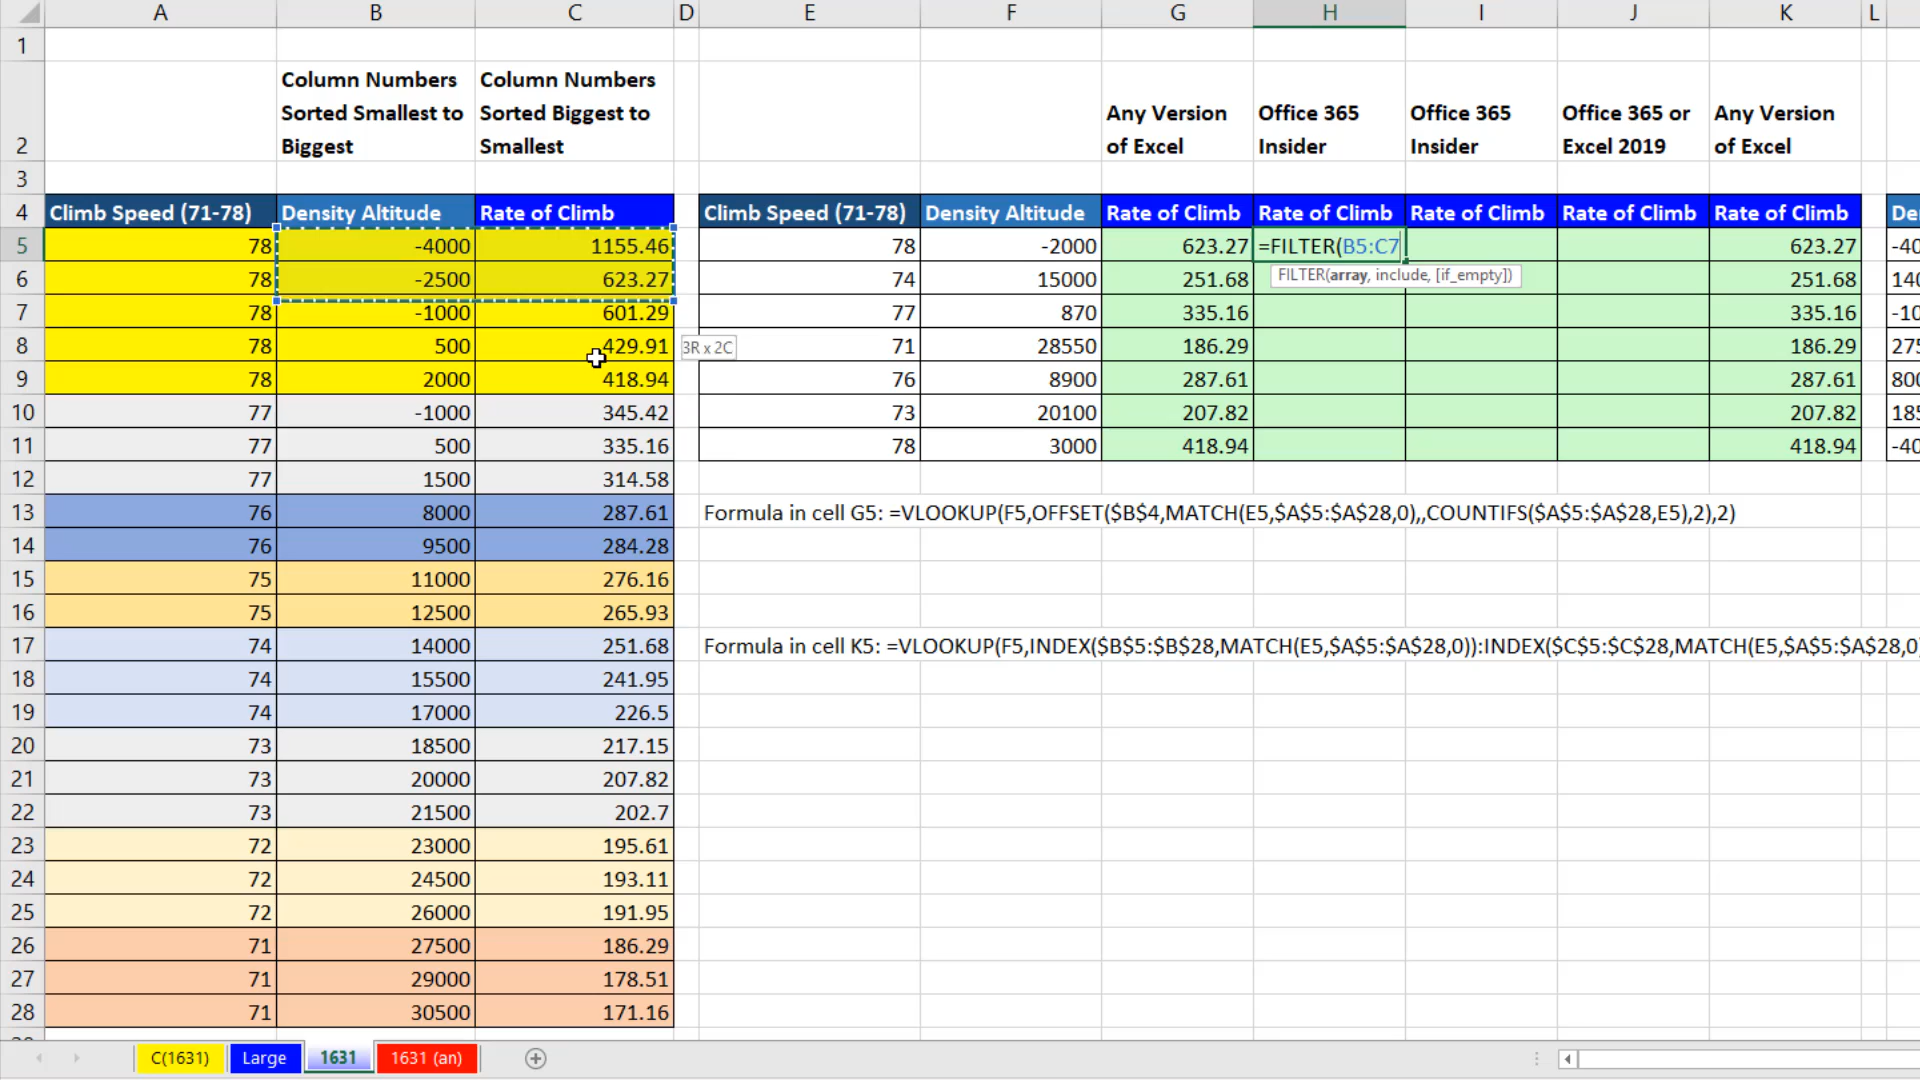 A B C D E F G H I J K L
1
Column Numbers Sorted Smallest to Biggest
Column Numbers Sorted Biggest to Smallest
Any Version of Excel
Office 365 Insider
Office 365 Insider
Office 365 or Excel 2019
Any Version of Excel
2
3
4 Climb Speed (71-78) Density Altitude Rate of Climb Climb Speed (71-78) Density Altitude Rate of Climb Rate of Climb Rate of Climb Rate of Climb Rate of Climb
5 78 -4000 1155.46 78 -2000 623.27 =FILTER(B5:C7 623.27
6 78 -2500 623.27 74 15000 251.68 FILTER(array, include, [if_empty]) 251.68
7 78 -1000 601.29 77 870 335.16 335.16
8 78 500 429.91 3R x 2C 71 28550 186.29 186.29
9 78 2000 418.94 76 8900 287.61 287.61
10 77 -1000 345.42 73 20100 207.82 207.82
11 77 500 335.16 78 3000 418.94 418.94
12 77 1500 314.58
13 76 8000 287.61 Formula in cell G5: =VLOOKUP(F5,OFFSET($B$4,MATCH(E5,$A$5:$A$28,0),,COUNTIFS($A$5:$A$28,E5),2),2)
14 76 9500 284.28
15 75 11000 276.16
16 75 12500 265.93
17 74 14000 251.68 Formula in cell K5: =VLOOKUP(F5,INDEX($B$5:$B$28,MATCH(E5,$A$5:$A$28,0)):INDEX($C$5:$C$28,MATCH(E5,$A$5:$A$28,0)
18 74 15500 241.95
19 74 17000 226.5
20 73 18500 217.15
21 73 20000 207.82
22 73 21500 202.7
23 72 23000 195.61
24 72 24500 193.11
25 72 26000 191.95
26 71 27500 186.29
27 71 29000 178.51
28 71 30500 171.16
C(1631) Large 1631 1631 (an)